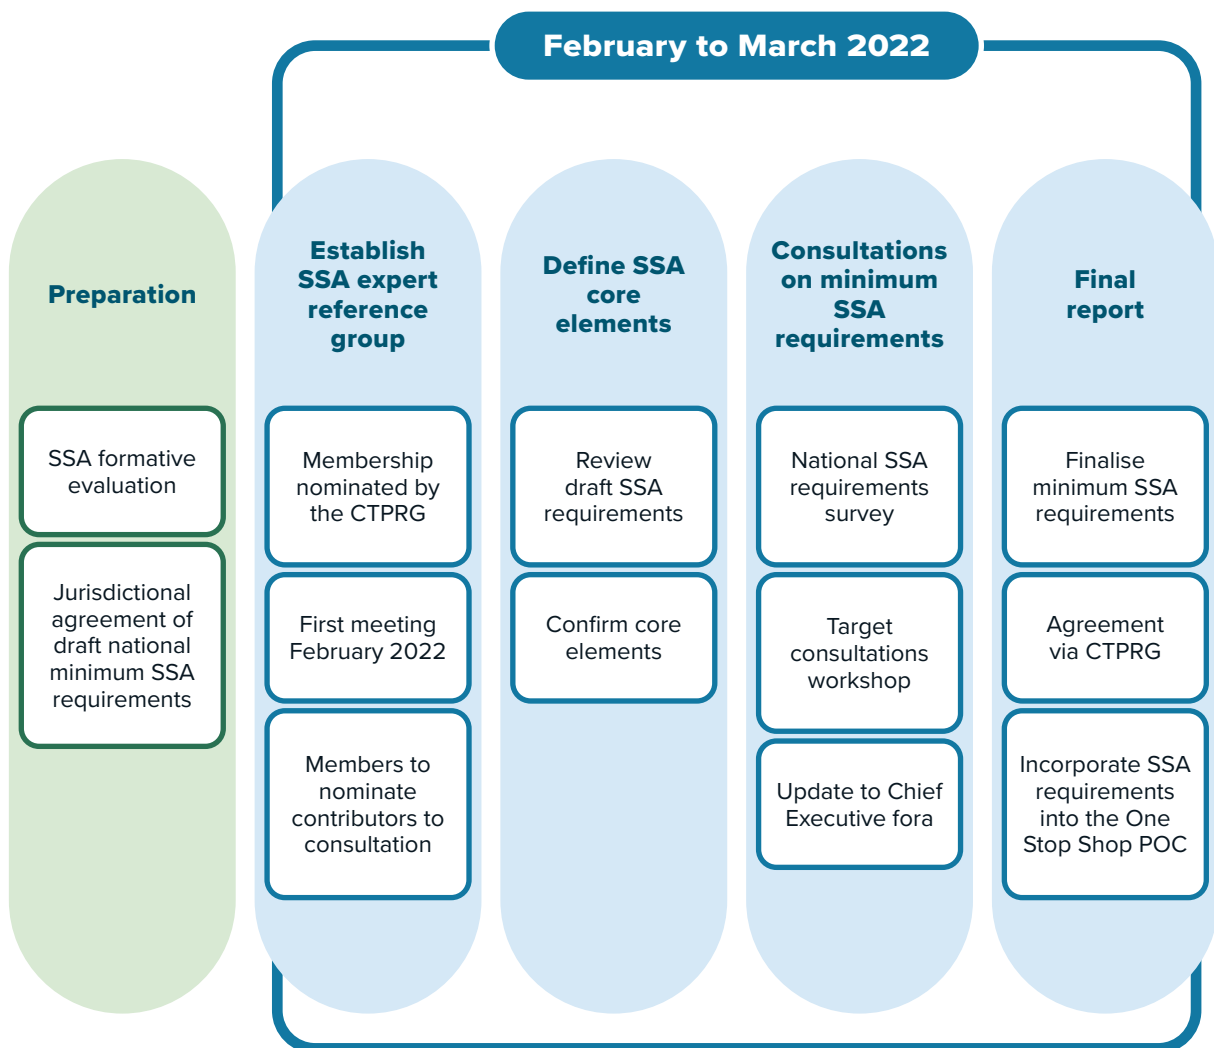 February to March 2022
Preparation
SSA formative
evaluation
Jurisdictional
agreement of
draft national
minimum SSA
requirements
Establish
SSA expert
reference
group
Membership
nominated by
the CTPRG
First meeting
February 2022
Members to
nominate
contributors to
consultation
Define SSA
core
elements
Review
draft SSA
requirements
Confirm core
elements
Consultations
on minimum
SSA
requirements
National SSA
requirements
survey
Target
consultations
workshop
Update to Chief
Executive fora
Final
report
Finalise
minimum SSA
requirements
Agreement
via CTPRG
Incorporate SSA
requirements
into the One
Stop Shop POC